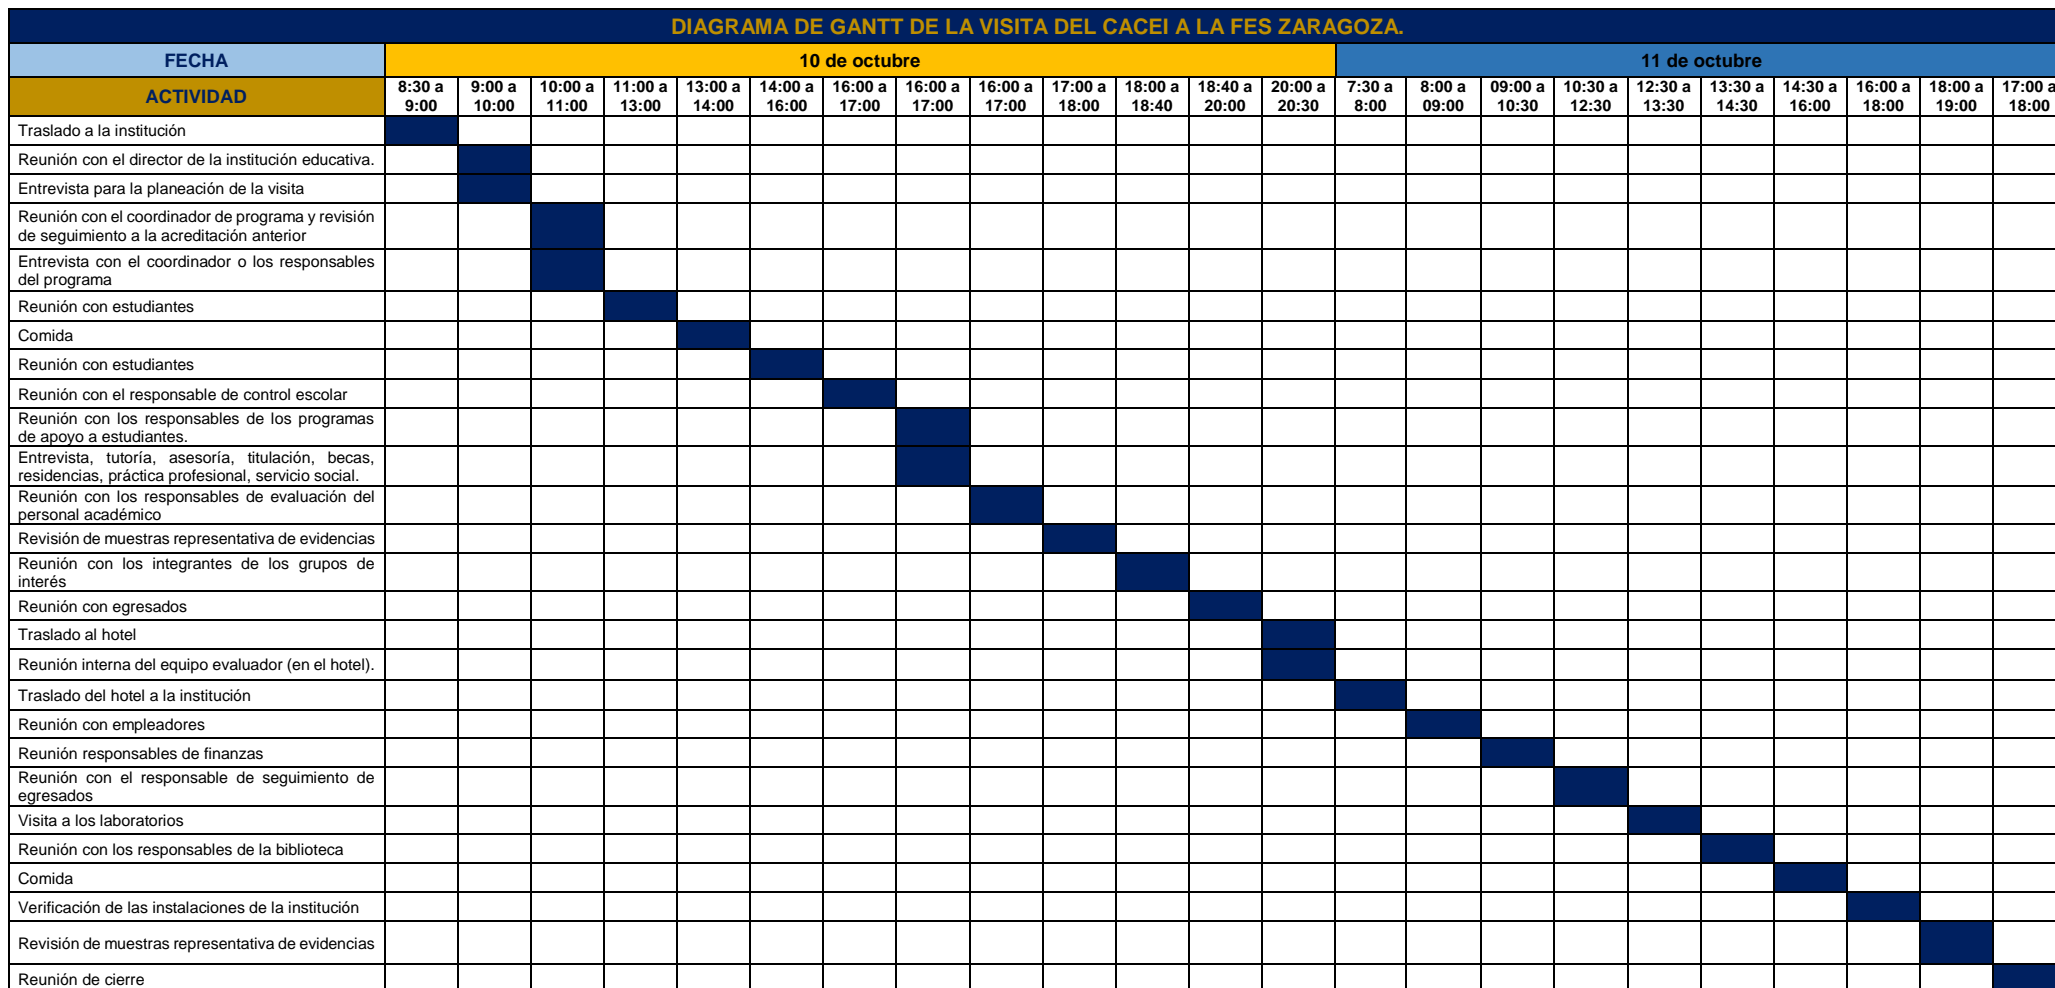 DIAGRAMA DE GANTT DE LA VISITA DEL CACEI A LA FES ZARAGOZA.
FECHA 10 de octubre 11 de octubre
ACTIVIDAD 8:30 a 9:00 9:00 a 10:00 10:00 a 11:00 11:00 a 13:00 13:00 a 14:00 14:00 a 16:00 16:00 a 17:00 16:00 a 17:00 16:00 a 17:00 17:00 a 18:00 18:00 a 18:40 18:40 a 20:00 20:00 a 20:30 7:30 a 8:00 8:00 a 09:00 09:00 a 10:30 10:30 a 12:30 12:30 a 13:30 13:30 a 14:30 14:30 a 16:00 16:00 a 18:00 18:00 a 19:00 17:00 a 18:00
Traslado a la institución
Reunión con el director de la institución educativa.
Entrevista para la planeación de la visita
Reunión con el coordinador de programa y revisión
de seguimiento a la acreditación anterior
Entrevista con el coordinador o los responsables
del programa
Reunión con estudiantes
Comida
Reunión con estudiantes
Reunión con el responsable de control escolar
Reunión con los responsables de los programas
de apoyo a estudiantes.
Entrevista, tutoría, asesoría, titulación, becas,
residencias, práctica profesional, servicio social.
Reunión con los responsables de evaluación del
personal académico
Revisión de muestras representativa de evidencias
Reunión con los integrantes de los grupos de
interés
Reunión con egresados
Traslado al hotel
Reunión interna del equipo evaluador (en el hotel).
Traslado del hotel a la institución
Reunión con empleadores
Reunión responsables de finanzas
Reunión con el responsable de seguimiento de
egresados
Visita a los laboratorios
Reunión con los responsables de la biblioteca
Comida
Verificación de las instalaciones de la institución
Revisión de muestras representativa de evidencias
Reunión de cierre